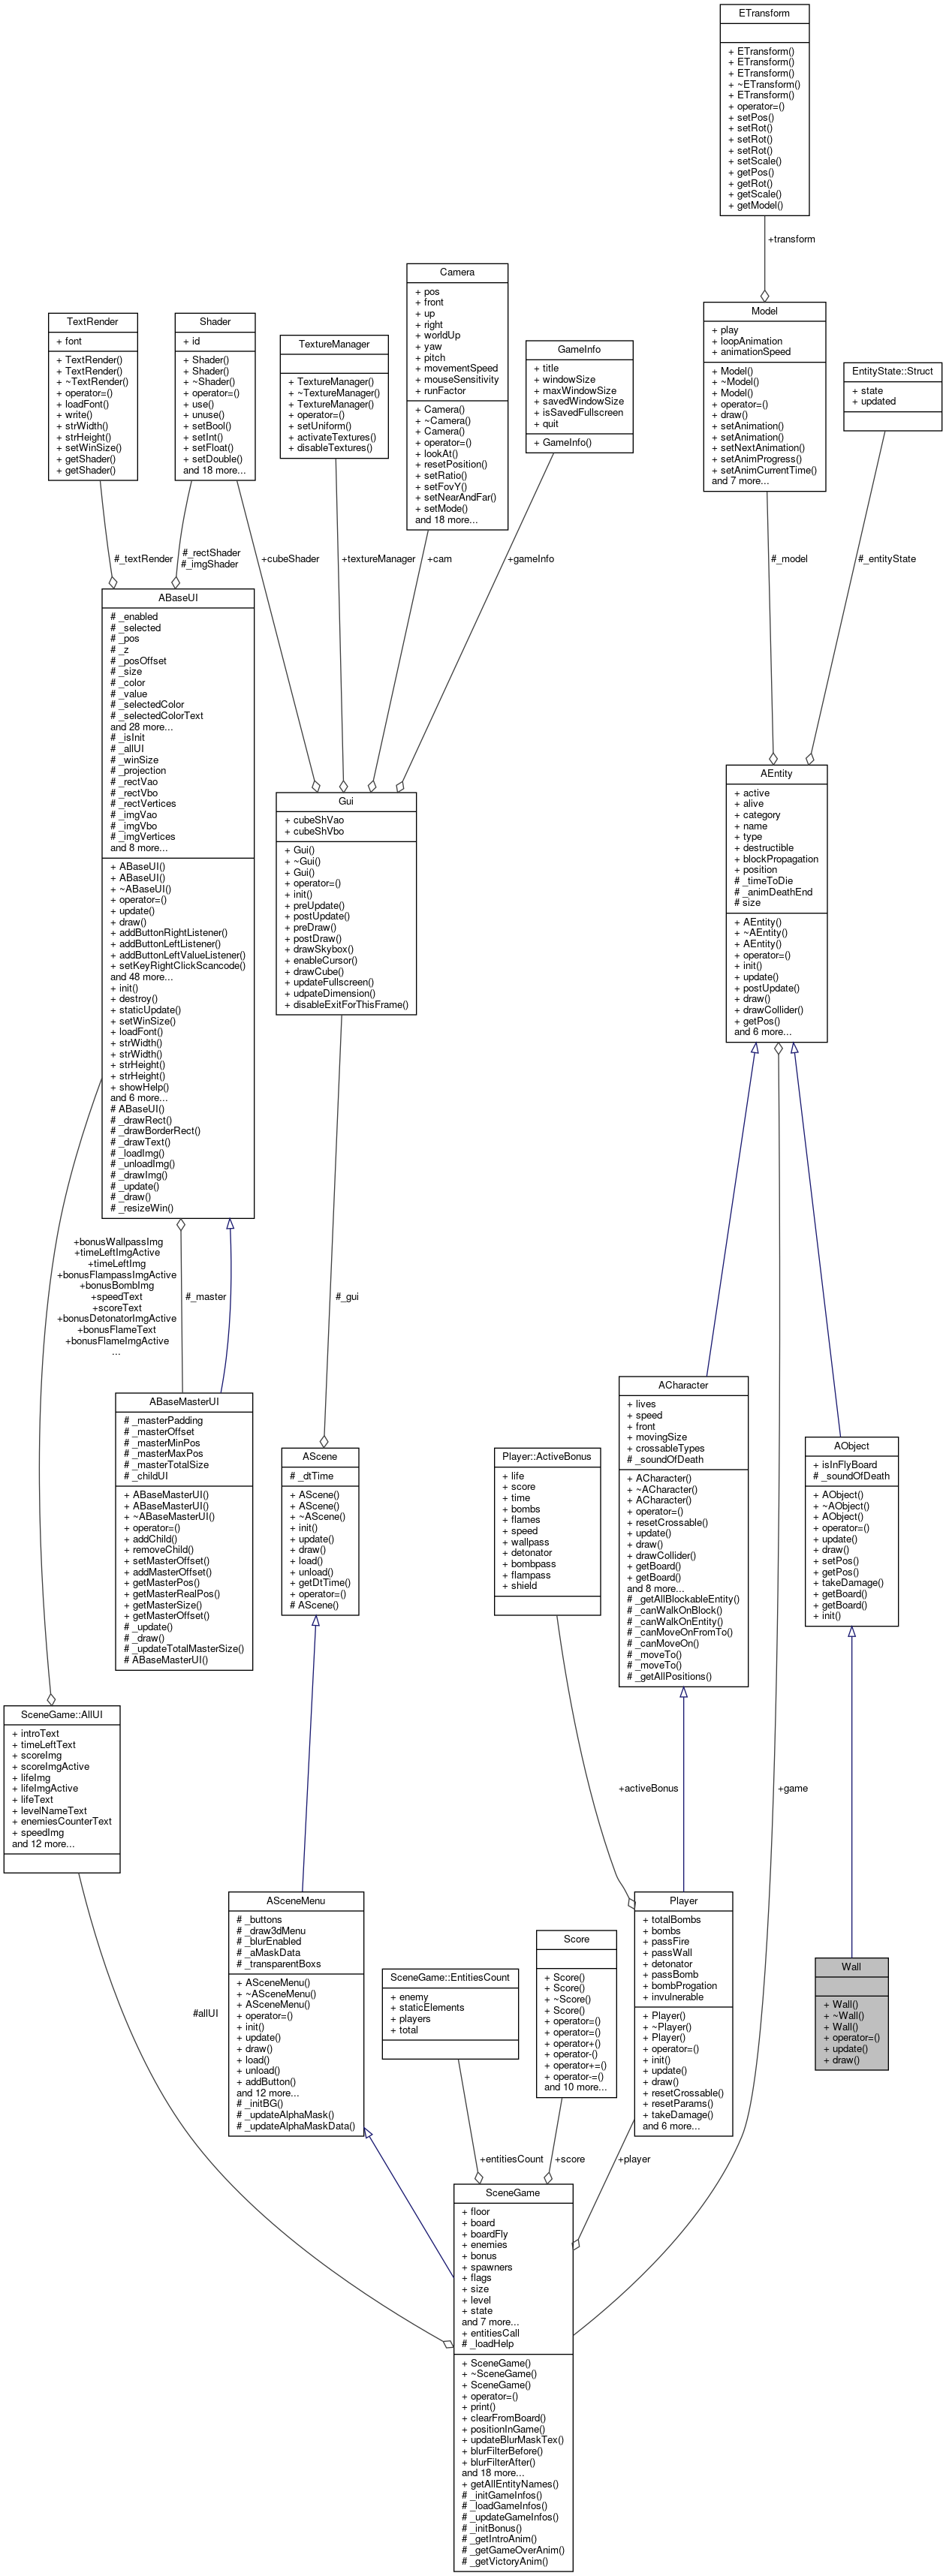 ETransform
+ ETransform()
+ ETransform()
+ ETransform()
+ ~ETransform()
+ ETransform()
+ operator=()
+ setPos()
+ setRot()
+ setRot()
+ setRot()
+ setScale()
+ getPos()
+ getRot()
+ getScale()
+ getModel()
+transform
Camera
+ pos
+ front
+ up
+ right
+ worldUp
+ yaw
+ pitch
+ movementSpeed
+ mouseSensitivity
+ runFactor
+ Camera()
+ ~Camera()
+ Camera()
+ operator=()
+ lookAt()
+ resetPosition()
+ setRatio()
+ setFovY()
+ setNearAndFar()
+ setMode()
and 18 more...
Model
+ play
+ loopAnimation
+ animationSpeed
+ Model()
+ ~Model()
+ Model()
+ operator=()
+ draw()
+ setAnimation()
+ setAnimation()
+ setNextAnimation()
+ setAnimProgress()
+ setAnimCurrentTime()
and 7 more...
TextRender
+ font
+ TextRender()
+ TextRender()
+ ~TextRender()
+ operator=()
+ loadFont()
+ write()
+ strWidth()
+ strHeight()
+ setWinSize()
+ getShader()
+ getShader()
Shader
+ id
+ Shader()
+ Shader()
+ ~Shader()
+ operator=()
+ use()
+ unuse()
+ setBool()
+ setInt()
+ setFloat()
+ setDouble()
and 18 more...
TextureManager
+ TextureManager()
+ ~TextureManager()
+ TextureManager()
+ operator=()
+ setUniform()
+ activateTextures()
+ disableTextures()
GameInfo
+ title
+ windowSize
+ maxWindowSize
+ savedWindowSize
+ isSavedFullscreen
+ quit
+ GameInfo()
EntityState::Struct
+ state
+ updated
#_textRender
#_rectShader
#_imgShader
+cubeShader
+textureManager
+cam
+gameInfo
#_model
#_entityState
ABaseUI
# _enabled
# _selected
# _pos
# _z
# _posOffset
# _size
# _color
# _value
# _selectedColor
# _selectedColorText
and 28 more...
# _isInit
# _allUI
# _winSize
# _projection
# _rectVao
# _rectVbo
# _rectVertices
# _imgVao
# _imgVbo
# _imgVertices
and 8 more...
+ ABaseUI()
+ ABaseUI()
+ ~ABaseUI()
+ operator=()
+ update()
+ draw()
+ addButtonRightListener()
+ addButtonLeftListener()
+ addButtonLeftValueListener()
+ setKeyRightClickScancode()
and 48 more...
+ init()
+ destroy()
+ staticUpdate()
+ setWinSize()
+ loadFont()
+ strWidth()
+ strWidth()
+ strHeight()
+ strHeight()
+ showHelp()
and 6 more...
# ABaseUI()
# _drawRect()
# _drawBorderRect()
# _drawText()
# _loadImg()
# _unloadImg()
# _drawImg()
# _update()
# _draw()
# _resizeWin()
Gui
+ cubeShVao
+ cubeShVbo
+ Gui()
+ ~Gui()
+ Gui()
+ operator=()
+ init()
+ preUpdate()
+ postUpdate()
+ preDraw()
+ postDraw()
+ drawSkybox()
+ enableCursor()
+ drawCube()
+ updateFullscreen()
+ udpateDimension()
+ disableExitForThisFrame()
AEntity
+ active
+ alive
+ category
+ name
+ type
+ destructible
+ blockPropagation
+ position
# _timeToDie
# _animDeathEnd
# size
+ AEntity()
+ ~AEntity()
+ AEntity()
+ operator=()
+ init()
+ update()
+ postUpdate()
+ draw()
+ drawCollider()
+ getPos()
and 6 more...
+bonusWallpassImg
+timeLeftImgActive
+timeLeftImg
+bonusFlampassImgActive
+bonusBombImg
+speedText
+scoreText
+bonusDetonatorImgActive
+bonusFlameText
+bonusFlameImgActive
...
#_master
#_gui
ABaseMasterUI
# _masterPadding
# _masterOffset
# _masterMinPos
# _masterMaxPos
# _masterTotalSize
# _childUI
+ ABaseMasterUI()
+ ABaseMasterUI()
+ ~ABaseMasterUI()
+ operator=()
+ addChild()
+ removeChild()
+ setMasterOffset()
+ addMasterOffset()
+ getMasterPos()
+ getMasterRealPos()
+ getMasterSize()
+ getMasterOffset()
# _update()
# _draw()
# _updateTotalMasterSize()
# ABaseMasterUI()
AScene
# _dtTime
+ AScene()
+ AScene()
+ ~AScene()
+ init()
+ update()
+ draw()
+ load()
+ unload()
+ getDtTime()
+ operator=()
# AScene()
Player::ActiveBonus
+ life
+ score
+ time
+ bombs
+ flames
+ speed
+ wallpass
+ detonator
+ bombpass
+ flampass
+ shield
ACharacter
+ lives
+ speed
+ front
+ movingSize
+ crossableTypes
# _soundOfDeath
+ ACharacter()
+ ~ACharacter()
+ ACharacter()
+ operator=()
+ resetCrossable()
+ update()
+ draw()
+ drawCollider()
+ getBoard()
+ getBoard()
and 8 more...
# _getAllBlockableEntity()
# _canWalkOnBlock()
# _canWalkOnEntity()
# _canMoveOnFromTo()
# _canMoveOn()
# _moveTo()
# _moveTo()
# _getAllPositions()
AObject
+ isInFlyBoard
# _soundOfDeath
+ AObject()
+ ~AObject()
+ AObject()
+ operator=()
+ update()
+ draw()
+ setPos()
+ getPos()
+ takeDamage()
+ getBoard()
+ getBoard()
+ init()
SceneGame::AllUI
+ introText
+ timeLeftText
+ scoreImg
+ scoreImgActive
+ lifeImg
+ lifeImgActive
+ lifeText
+ levelNameText
+ enemiesCounterText
+ speedImg
and 12 more...
+activeBonus
+game
ASceneMenu
# _buttons
# _draw3dMenu
# _blurEnabled
# _aMaskData
# _transparentBoxs
+ ASceneMenu()
+ ~ASceneMenu()
+ ASceneMenu()
+ operator=()
+ init()
+ update()
+ draw()
+ load()
+ unload()
+ addButton()
and 12 more...
# _initBG()
# _updateAlphaMask()
# _updateAlphaMaskData()
Player
+ totalBombs
+ bombs
+ passFire
+ passWall
+ detonator
+ passBomb
+ bombProgation
+ invulnerable
+ Player()
+ ~Player()
+ Player()
+ operator=()
+ init()
+ update()
+ draw()
+ resetCrossable()
+ resetParams()
+ takeDamage()
and 6 more...
Score
+ Score()
+ Score()
+ ~Score()
+ Score()
+ operator=()
+ operator=()
+ operator+()
+ operator-()
+ operator+=()
+ operator-=()
and 10 more...
Wall
+ Wall()
+ ~Wall()
+ Wall()
+ operator=()
+ update()
+ draw()
SceneGame::EntitiesCount
+ enemy
+ staticElements
+ players
+ total
#allUI
+entitiesCount
+score
+player
SceneGame
+ floor
+ board
+ boardFly
+ enemies
+ bonus
+ spawners
+ flags
+ size
+ level
+ state
and 7 more...
+ entitiesCall
# _loadHelp
+ SceneGame()
+ ~SceneGame()
+ SceneGame()
+ operator=()
+ print()
+ clearFromBoard()
+ positionInGame()
+ updateBlurMaskTex()
+ blurFilterBefore()
+ blurFilterAfter()
and 18 more...
+ getAllEntityNames()
# _initGameInfos()
# _loadGameInfos()
# _updateGameInfos()
# _initBonus()
# _getIntroAnim()
# _getGameOverAnim()
# _getVictoryAnim()